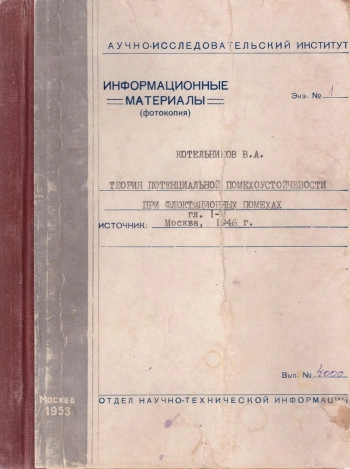 АУЧНО-ИССЛЕДОВАТЕЛЬСКИЙ ИНСТИТУТ
ИНФОРМАЦИОННЫЕ
МАТЕРИАЛЫ
(фотокопия)
Экз. № 1
КОТЕЛЬНИКОВ В.А.
ТЕОРИЯ ПОТЕНЦИАЛЬНОЙ ПОМЕХОУСТОЙЧИВОСТИ
ПРИ ФЛЮКТУАЦИОННЫХ ПОМЕХАХ
гл. I-
ИСТОЧНИК: Москва, 1946 г.
Вып. № 4000
Москва
1953
ОТДЕЛ НАУЧНО-ТЕХНИЧЕСКОЙ ИНФОРМАЦИИ